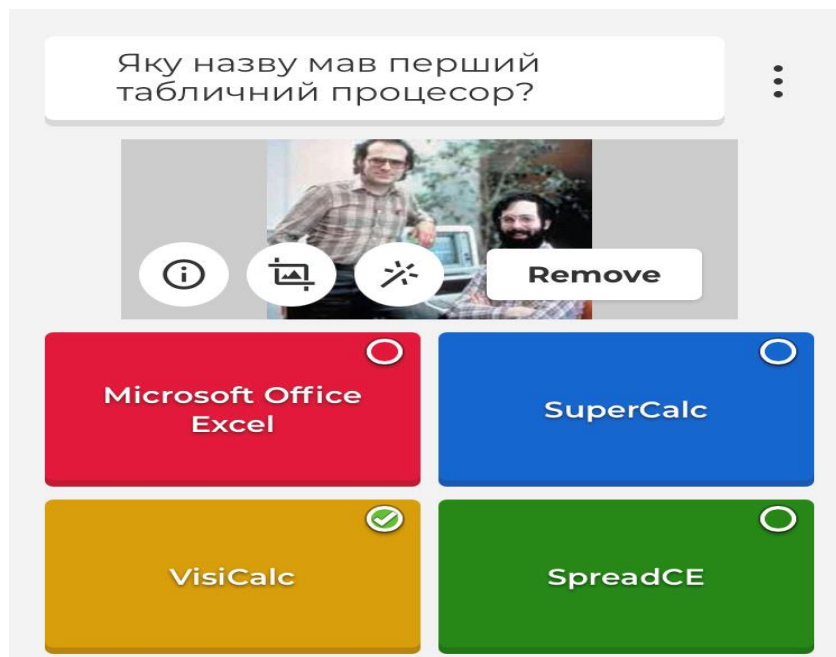 Яку назву мав перший
табличний процесор?
Remove
Microsoft Office
Excel
SuperCalc
VisiCalc
SpreadCE